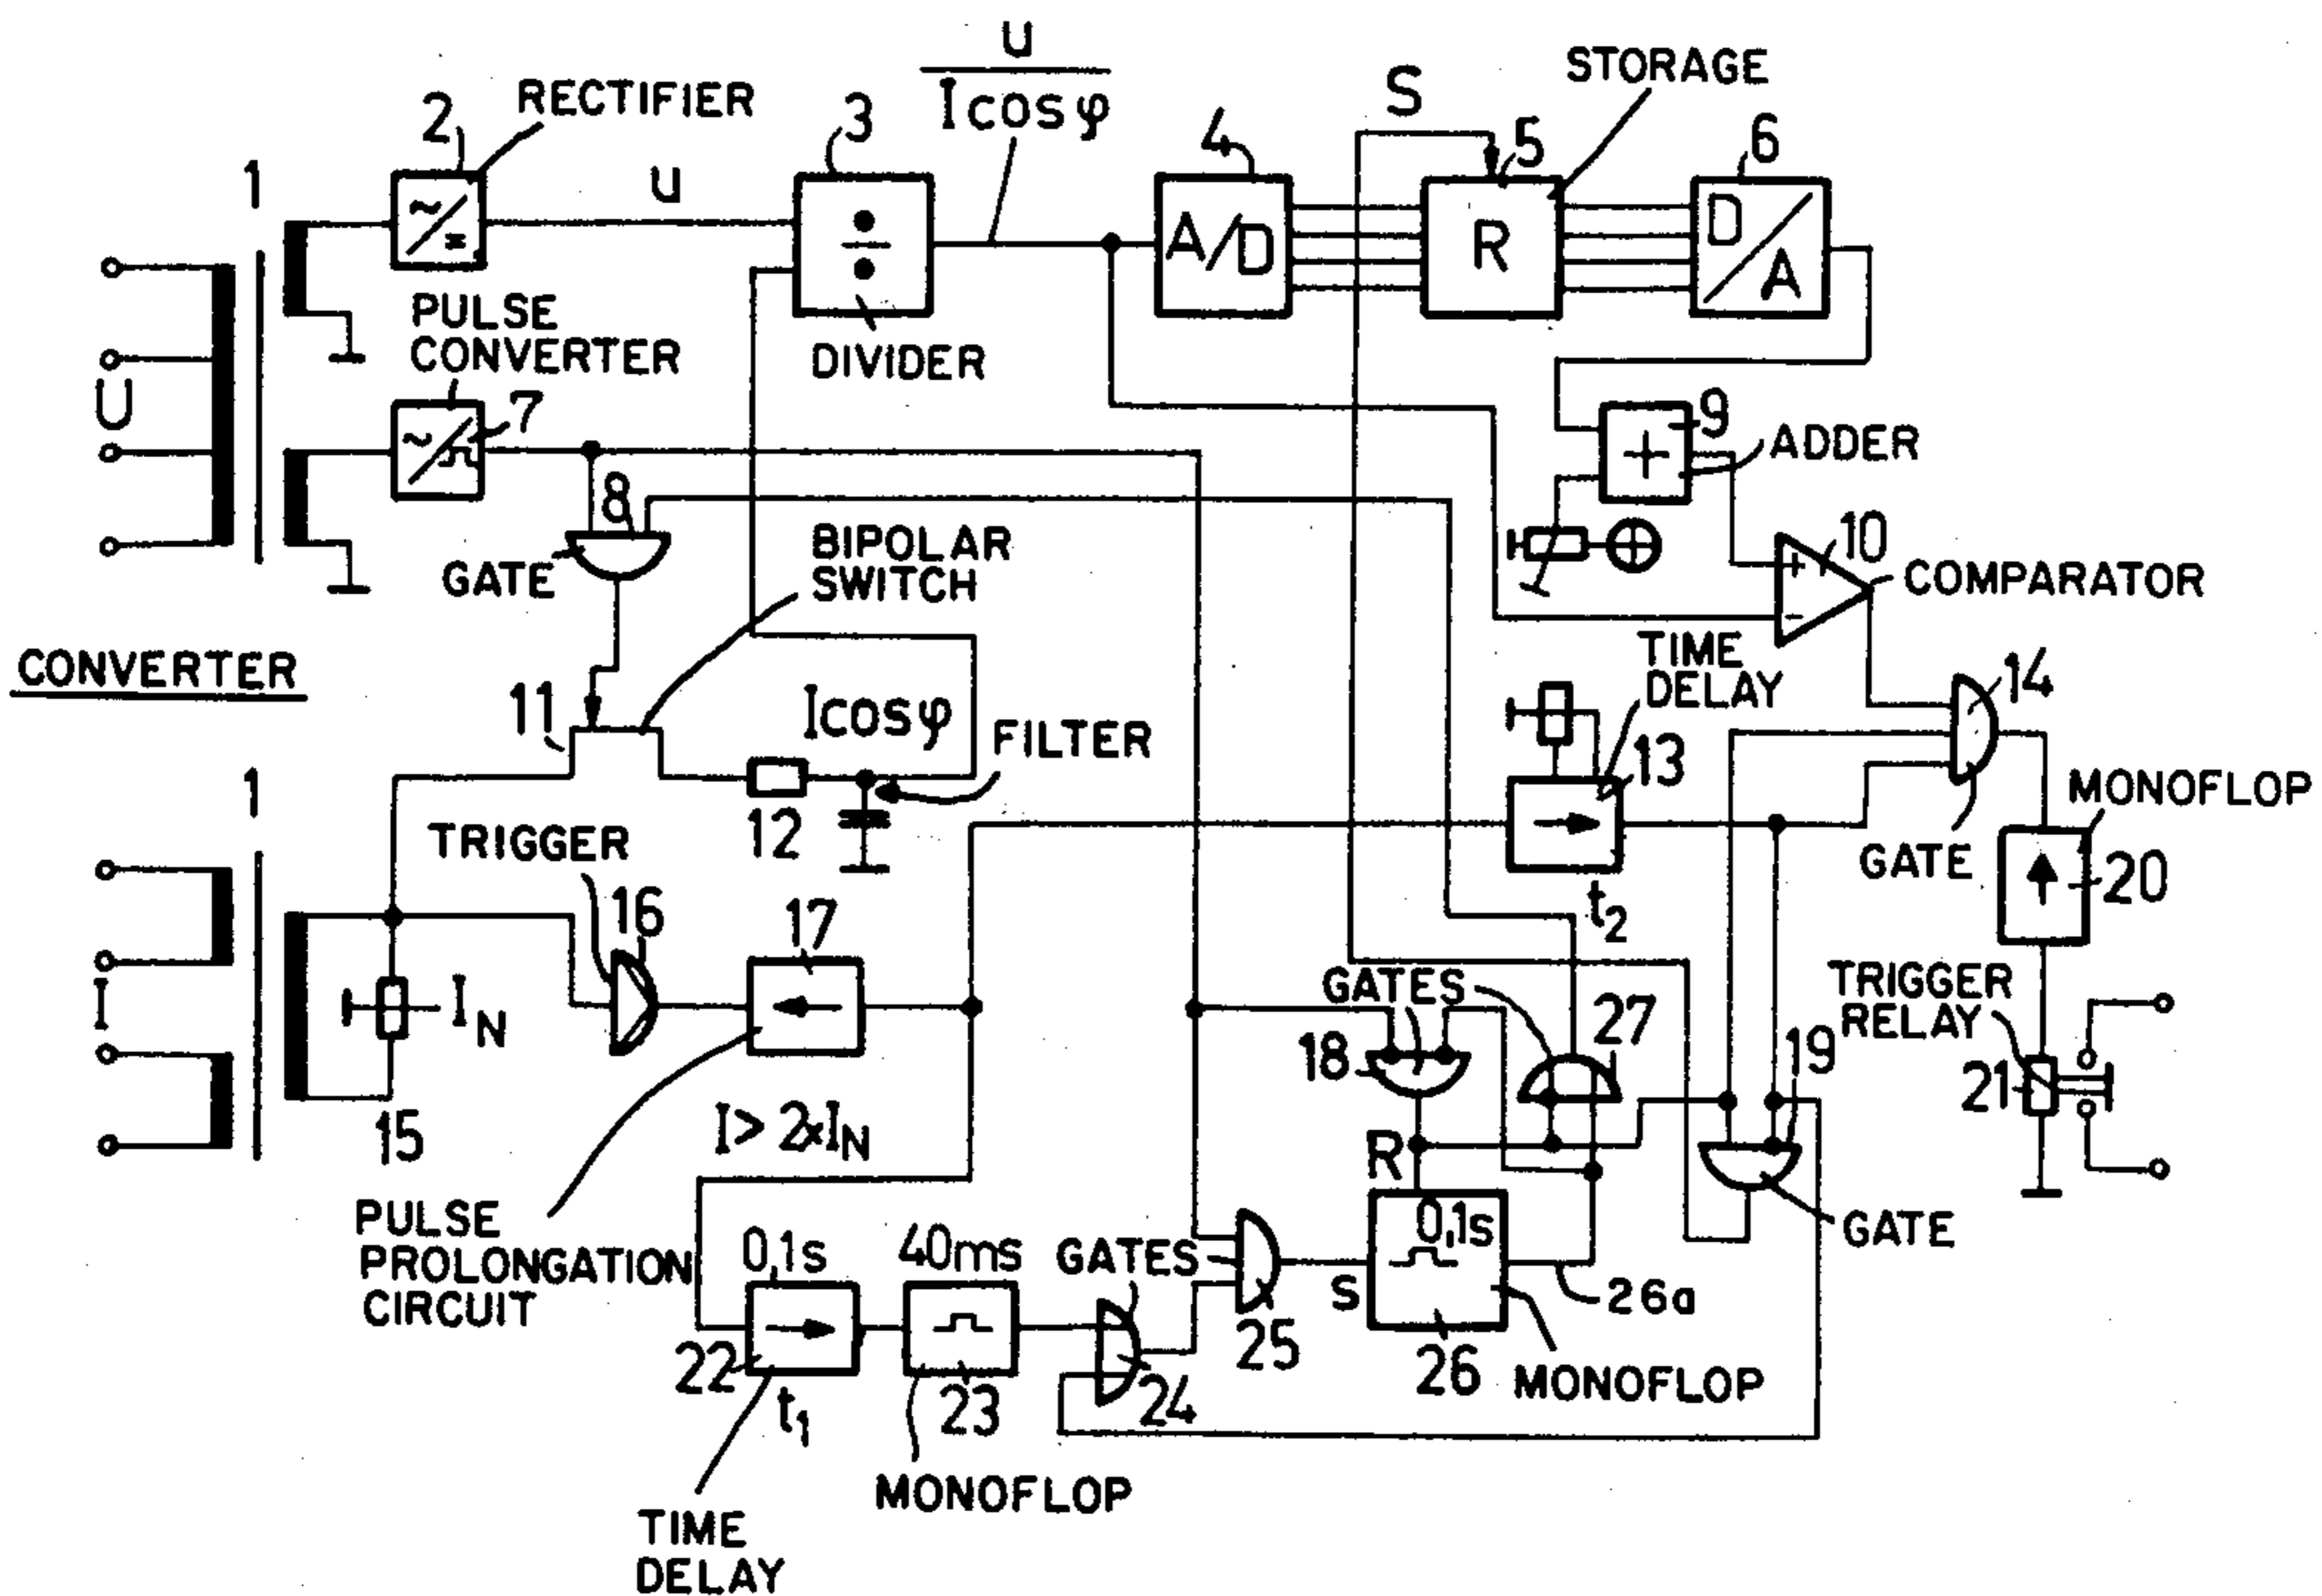 u
I cos φ
S
STORAGE
RECTIFIER
2
3
4
5
6
1
u
~
=
÷
A/D
R
D/A
PULSE
CONVERTER
DIVIDER
U
7
~
9
ADDER
+
8
GATE
BIPOLAR
SWITCH
10
COMPARATOR
+
-
CONVERTER
TIME
DELAY
14
11
I cos φ
FILTER
13
MONOFLOP
1
12
TRIGGER
GATE
20
16
17
t2
I
IN
GATES
27
TRIGGER
RELAY
18
19
21
15
I > 2xIN
R
PULSE
PROLONGATION
CIRCUIT
0,1s
40ms
GATES
0,1s
GATE
S
26a
22
t1
23
24
25
26
MONOFLOP
MONOFLOP
TIME
DELAY